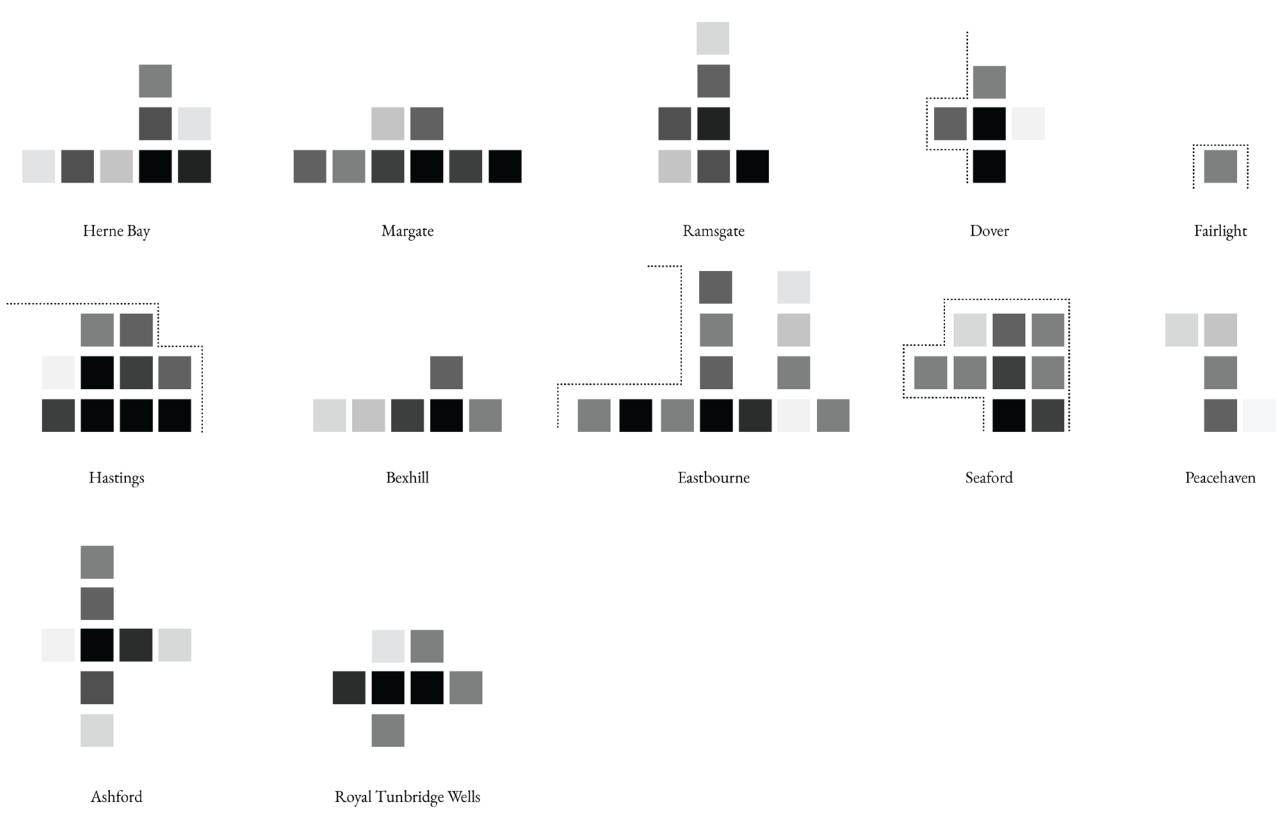 Herne Bay
Margate
Ramsgate
Dover
Fairlight
Hastings
Bexhill
Eastbourne
Seaford
Peacehaven
Ashford
Royal Tunbridge Wells